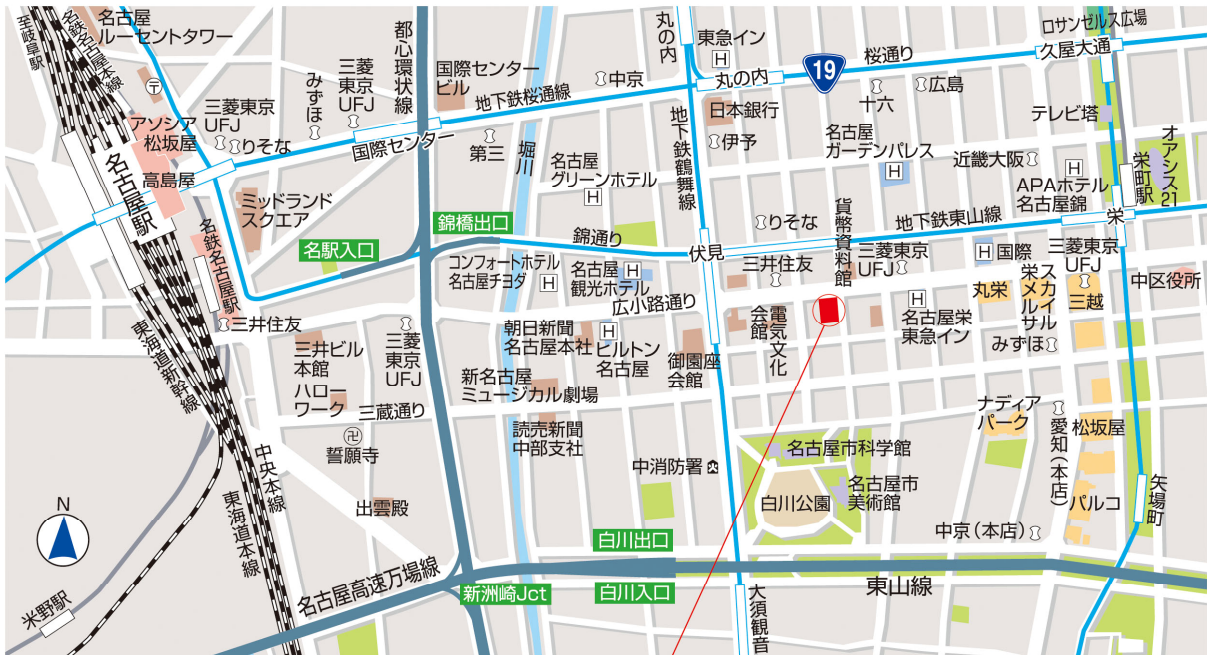 至岐阜駅
名鉄名古屋本線
名古屋
ルーセントタワー
〒
アソシア
松坂屋
高島屋
名古屋駅
三菱東京
UFJ
りそな
みずほ
三菱
東京
UFJ
都心環状線
国際センター
ビル
地下鉄桜通線
国際センター
第三
堀川
中京
丸の内
東急イン
H
丸の内
19
桜通り
ロサンゼルス広場
久屋大通
日本銀行
伊予
十六
広島
テレビ塔
名古屋
ガーデンパレス
H
近畿大阪
H
APAホテル
名古屋錦
栄町駅
オアシス21
地下鉄鶴舞線
名古屋
グリーンホテル
H
ミッドランド
スクエア
名鉄名古屋駅
名駅入口
錦橋出口
錦通り
伏見
りそな
貨幣資料館
地下鉄東山線
栄
コンフォートホテル
名古屋チヨダ
H
名古屋
観光ホテル
H
広小路通り
三井住友
三菱東京
UFJ
H
国際
丸栄
栄メルサ
スカイル
三菱東京
UFJ
三越
中区役所
三井住友
三井ビル
本館
三菱
東京
UFJ
朝日新聞
名古屋本社
H
ヒルトン
名古屋
御園座
会館
電気文化
会館
H
名古屋栄
東急イン
みずほ
東海道新幹線
ハロー
ワーク
三蔵通り
新名古屋
ミュージカル劇場
読売新聞
中部支社
卍
誓願寺
中消防署
名古屋市科学館
白川公園
名古屋市
美術館
ナディア
パーク
愛知(本店)
松坂屋
パルコ
矢場町
中京(本店)
N
中央本線
東海道本線
出雲殿
白川出口
名古屋高速万場線
新洲崎Jct
白川入口
東山線
大須観音
米野駅